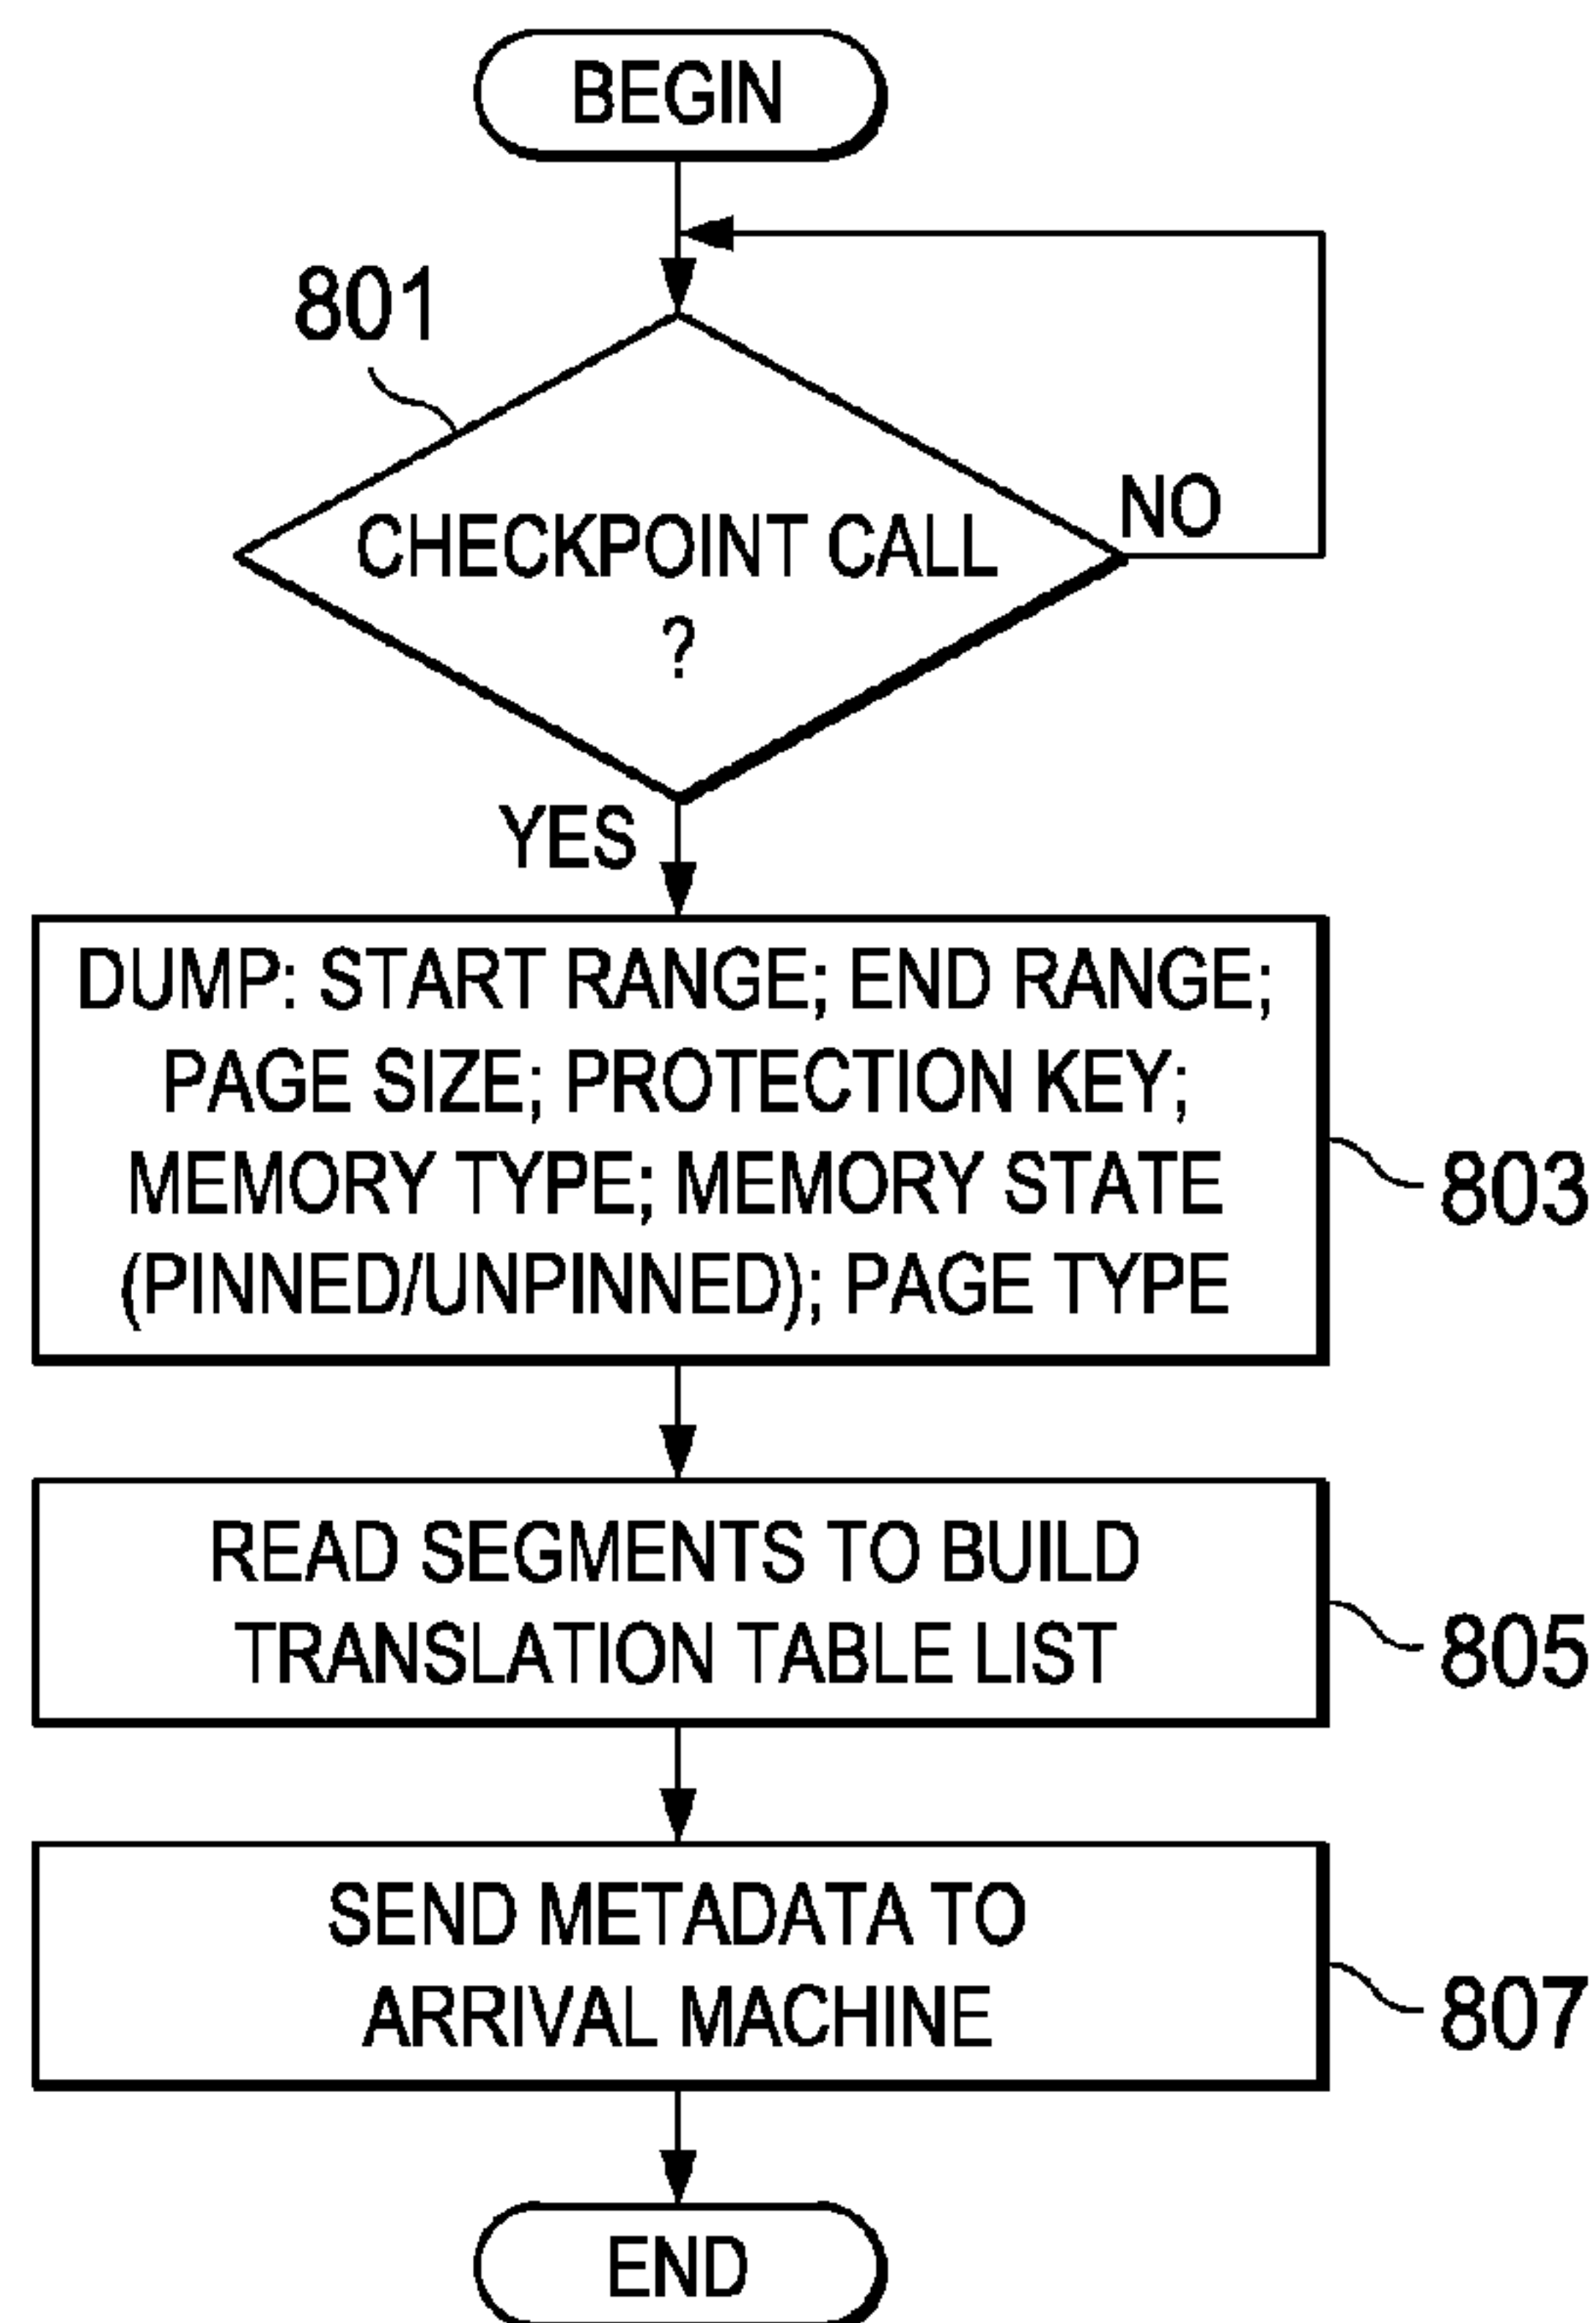 BEGIN
801
CHECKPOINT CALL
?
NO
YES
DUMP: START RANGE; END RANGE;
PAGE SIZE; PROTECTION KEY;
MEMORY TYPE; MEMORY STATE
(PINNED/UNPINNED); PAGE TYPE
803
READ SEGMENTS TO BUILD
TRANSLATION TABLE LIST
805
SEND METADATA TO
ARRIVAL MACHINE
807
END